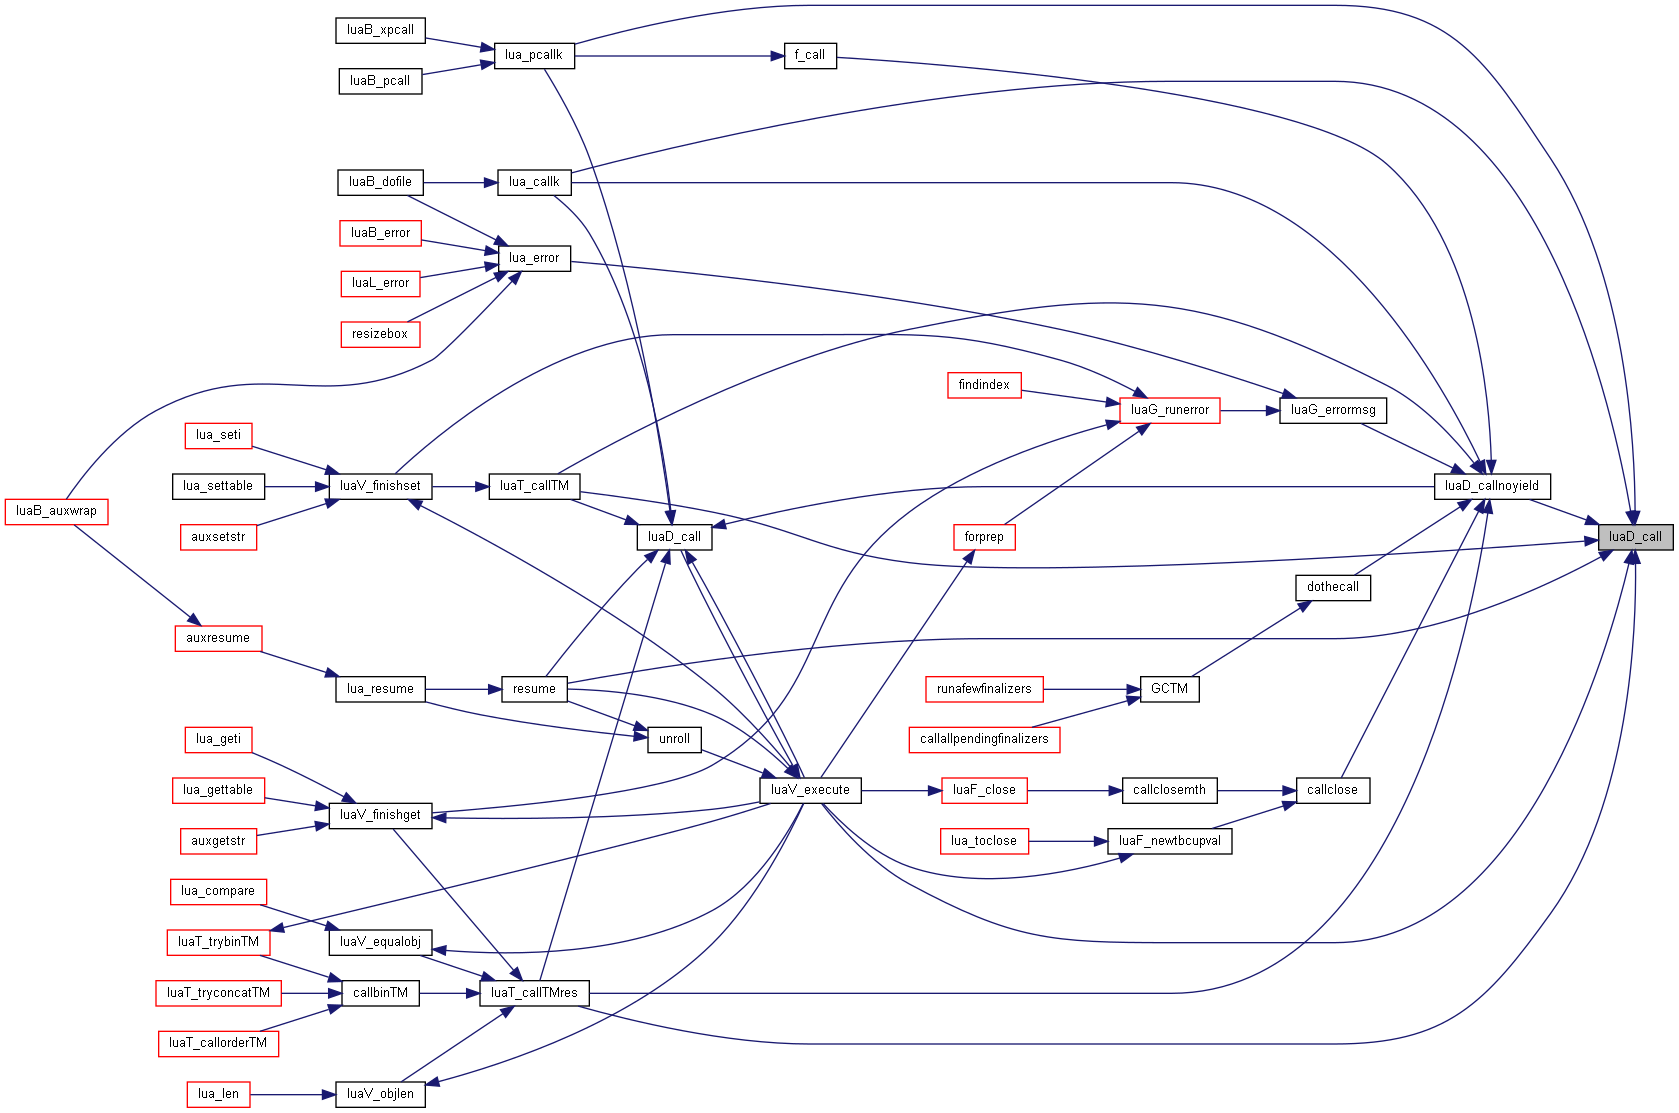 luaB_xpcall
lua_pcallk
f_call
luaB_pcall
luaB_dofile
lua_callk
luaB_error
lua_error
luaL_error
resizebox
findindex
luaG_runerror
luaG_errormsg
lua_seti
lua_settable
luaV_finishset
luaT_callTM
luaD_callnoyield
luaB_auxwrap
auxsetstr
luaD_call
forprep
luaD_call
dothecall
auxresume
lua_resume
resume
runafewfinalizers
GCTM
lua_geti
unroll
callallpendingfinalizers
lua_gettable
luaV_execute
luaF_close
callclosemth
callclose
luaV_finishget
auxgetstr
lua_toclose
luaF_newtbcupval
lua_compare
luaT_trybinTM
luaV_equalobj
luaT_tryconcatTM
callbinTM
luaT_callTMres
luaT_callorderTM
lua_len
luaV_objlen